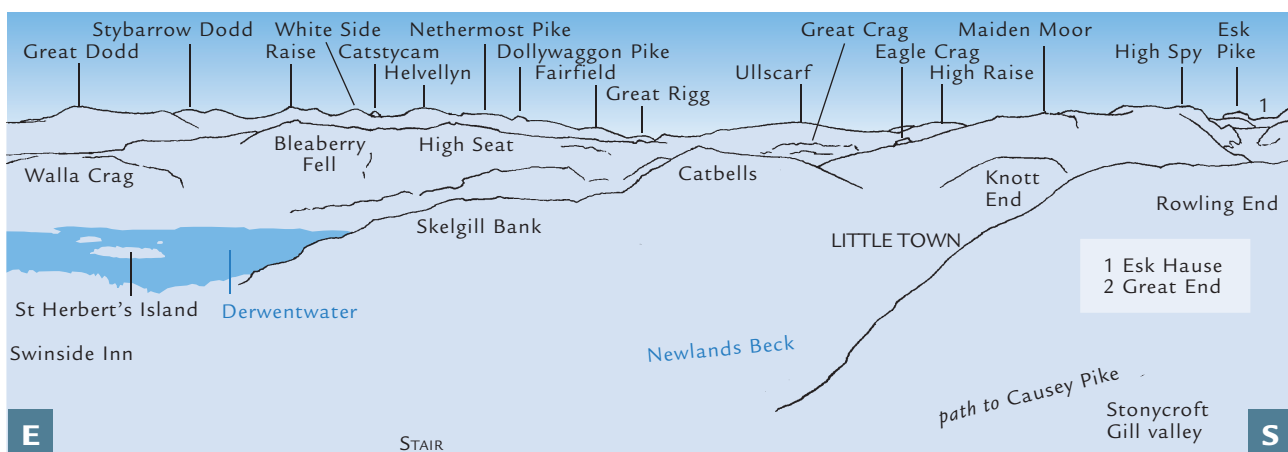 Stybarrow Dodd
White Side
Nethermost Pike
Great Crag
Maiden Moor
Esk
Pike
Great Dodd
Raise
Catstycam
Dollywaggon Pike
Eagle Crag
High Spy
Helvellyn
Fairfield
Ullscarf
High Raise
Great Rigg
1
Bleaberry
Fell
High Seat
Walla Crag
Catbells
Knott
End
Rowling End
Skelgill Bank
LITTLE TOWN
1 Esk Hause
2 Great End
St Herbert's Island
Derwentwater
Swinside Inn
Newlands Beck
path to Causey Pike
Stonycroft
Gill valley
E
STAIR
S